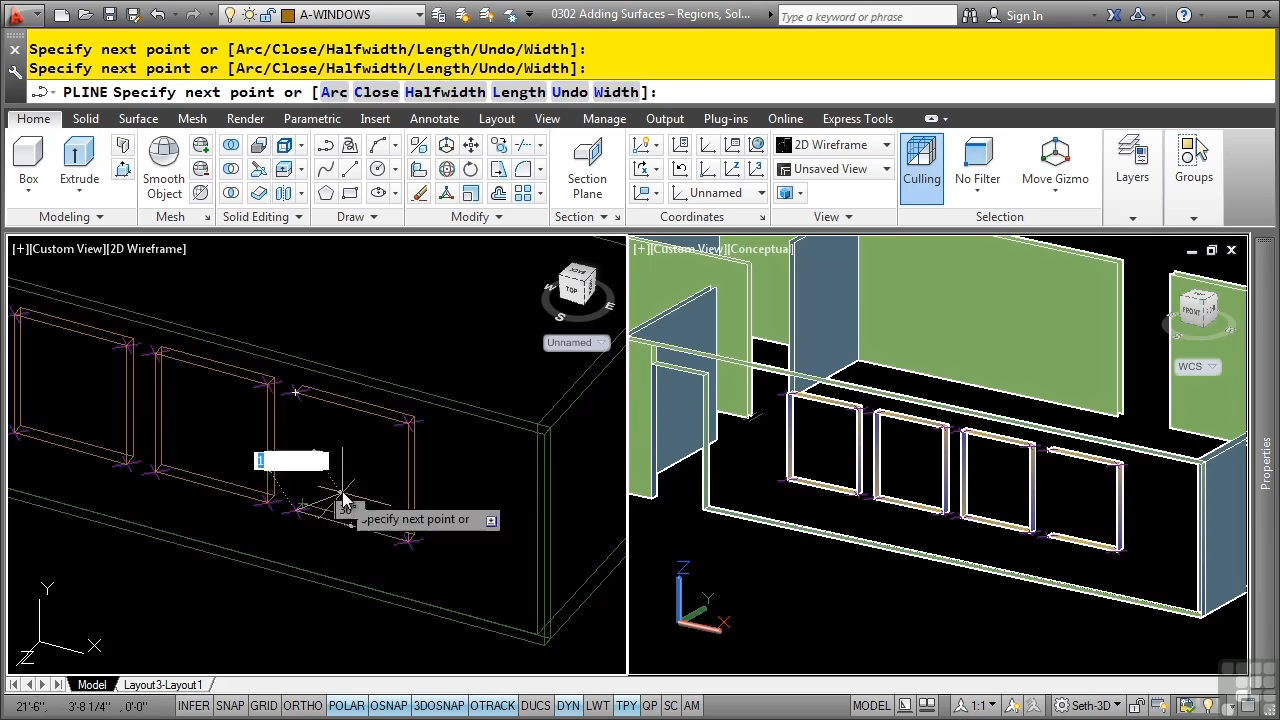 A-WINDOWS
0302 Adding Surfaces – Regions, Sol...
Type a keyword or phrase
Sign In
Specify next point or [Arc/Close/Halfwidth/Length/Undo/Width]:
Specify next point or [Arc/Close/Halfwidth/Length/Undo/Width]:
PLINE Specify next point or [Arc Close Halfwidth Length Undo Width]:
Home Solid Surface Mesh Render Parametric Insert Annotate Layout View Manage Output Plug-ins Online Express Tools
Box
Extrude
Smooth Object
Section Plane
2D Wireframe
Unsaved View
Unnamed
Culling
No Filter
Move Gizmo
Layers
Groups
Modeling
Mesh
Solid Editing
Draw
Modify
Section
Coordinates
View
Selection
[+][Custom View][2D Wireframe]
[+][Custom View][Conceptual]
W
S
E
TOP
Unnamed
FRONT
WCS
Properties
30°
Specify next point or
Y
X
Z
Z
Y
X
Model
Layout3-Layout1
21'-6", 3'-8 1/4", 0'-0"
INFER SNAP GRID ORTHO POLAR OSNAP 3DOSNAP OTRACK DUCS DYN LWT TPY QP SC AM
MODEL
1:1
Seth-3D